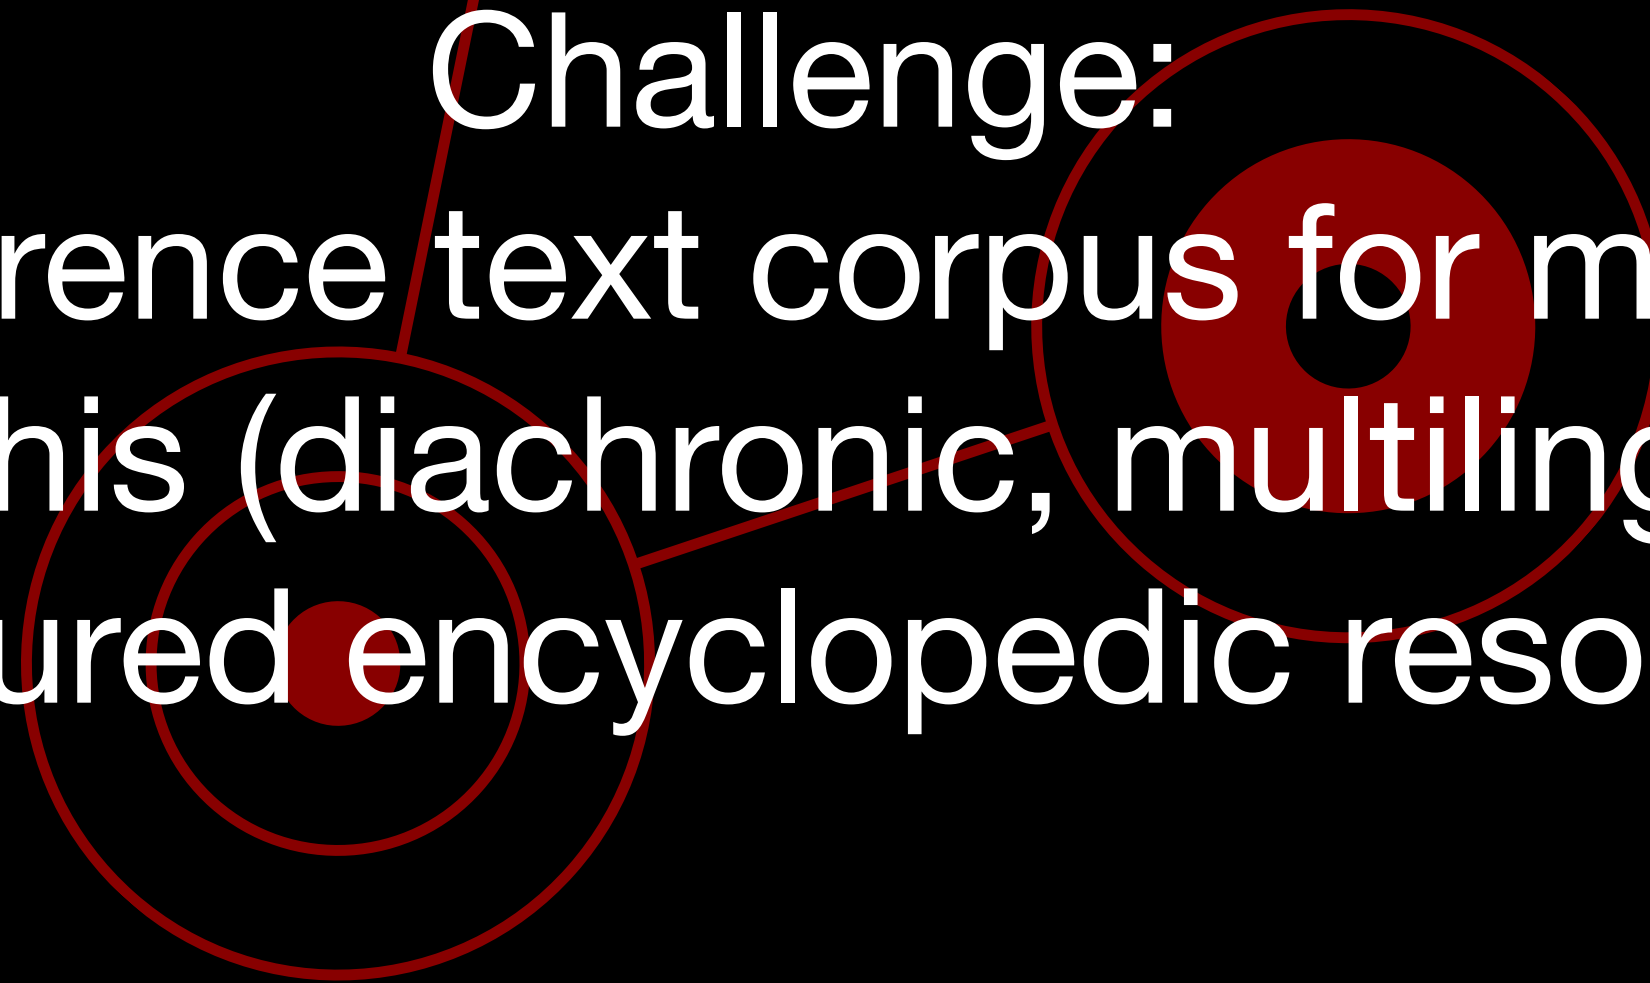 Challenge:
rence text corpus for m
his (diachronic, multiling
ured encyclopedic reso